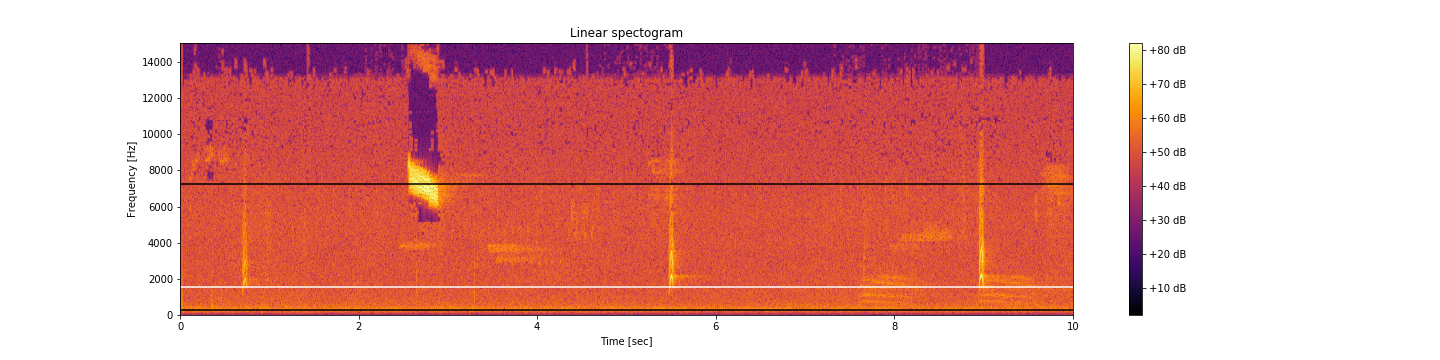 Linear spectogram
Frequency [Hz]
14000
12000
10000
8000
6000
4000
2000
0
0 2 4 6 8 10
Time [sec]
+80 dB
+70 dB
+60 dB
+50 dB
+40 dB
+30 dB
+20 dB
+10 dB